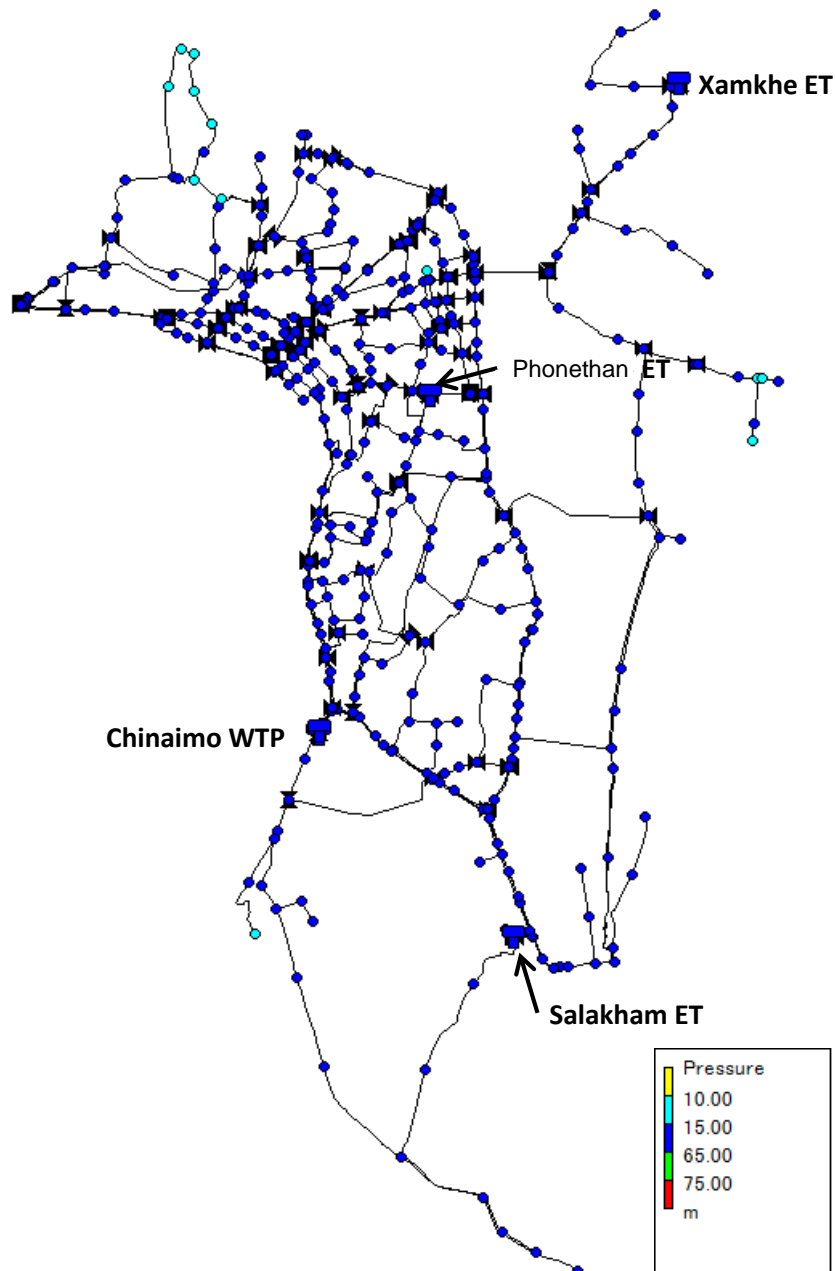 Xamkhe ET
Phonethan ET
Chinaimo WTP
Salakham ET
Pressure
10.00
15.00
65.00
75.00
m